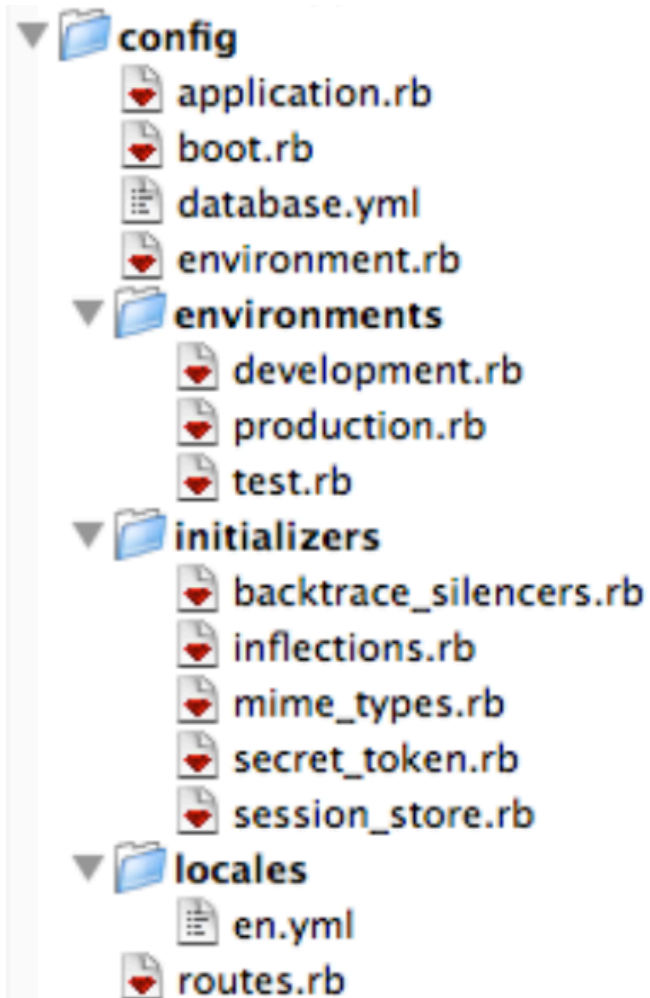 config
application.rb
boot.rb
database.yml
environment.rb
environments
development.rb
production.rb
test.rb
initializers
backtrace_silencers.rb
inflections.rb
mime_types.rb
secret_token.rb
session_store.rb
locales
en.yml
routes.rb